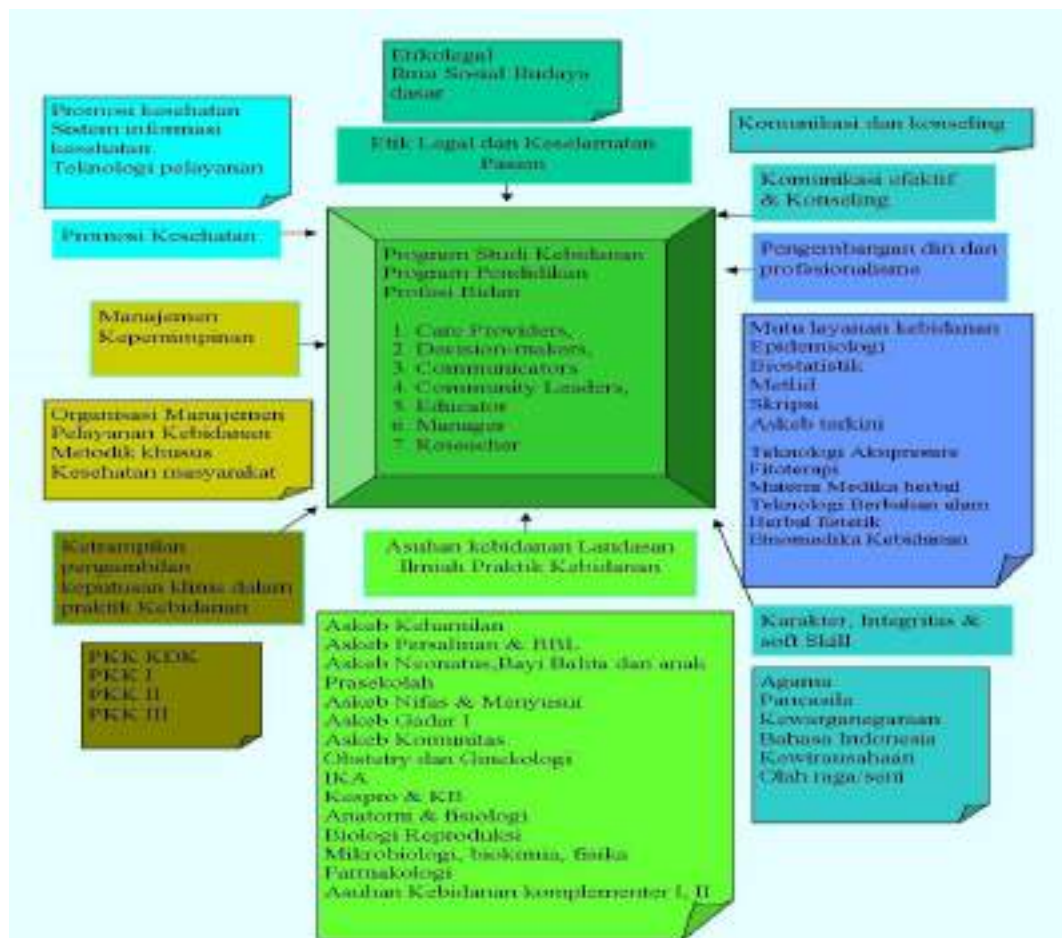 Etikolegal
Ilmu Sosial Budaya
dasar
Etik Legal dan Keselamatan
Pasien
Promosi kesehatan
Sistem informasi
kesehatan
Teknologi pelayanan
Promosi Kesehatan
Komunikasi dan konseling
Komunikasi efektif
& Konseling
Pengembangan diri dan
profisionalisme
Program Studi Kebidanan
Program Pendidikan
Profesi Bidan
1. Care Providers,
2. Decision-makers,
3. Communicators
4. Community Leaders,
5. Educator
6. Manager
7. Reseacher
Manajemen
Kepemimpinan
Organisasi Manajemen
Pelayanan Kebidanan
Metodik khusus
Kesehatan masyarakat
Mutu layanan kebidanan
Epidemiologi
Biostatistik
Metlid
Skripsi
Askeb terkini
Teknologi Akupresure
Fitoterapi
Materia Medika herbal
Teknologi Berbahan alam
Herbal
Etnomedika Kebidanan
Ketrampilan
pengambilan
keputusan klinis dalam
praktik Kebidanan
PKK KDK
PKK I
PKK II
PKK III
Asuhan kebidanan Landasan
Ilmiah Praktik Kebidanan
Askeb Kehamilan
Askeb Persalinan & BBL
Askeb Neonatus,Bayi Balita dan anak
Prasekolah
Askeb Nifas & Menyusui
Askeb Gadar I
Askeb Komunitas
Obstetry dan Ginekologi
IKA
Kespro & KB
Anatomi & fisiologi
Biologi Reproduksi
Mikrobiologi, biokimia, fisika
Farmakologi
Asuhan Kebidanan komplementer I, II
Karakter, Integritas &
soft Skill
Agama
Pancasila
Kewarganegaraan
Bahasa Indonesia
Kewirausahaan
Olah raga/seni